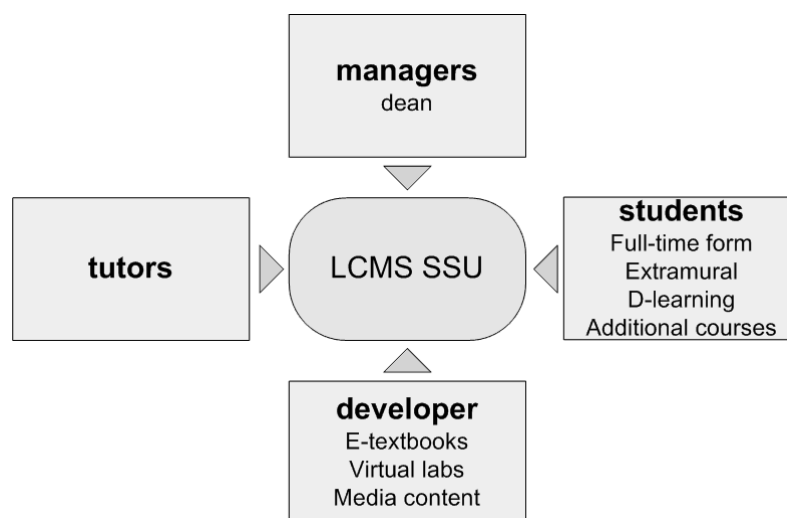 managers
dean
tutors
LCMS SSU
students
Full-time form
Extramural
D-learning
Additional courses
developer
E-textbooks
Virtual labs
Media content